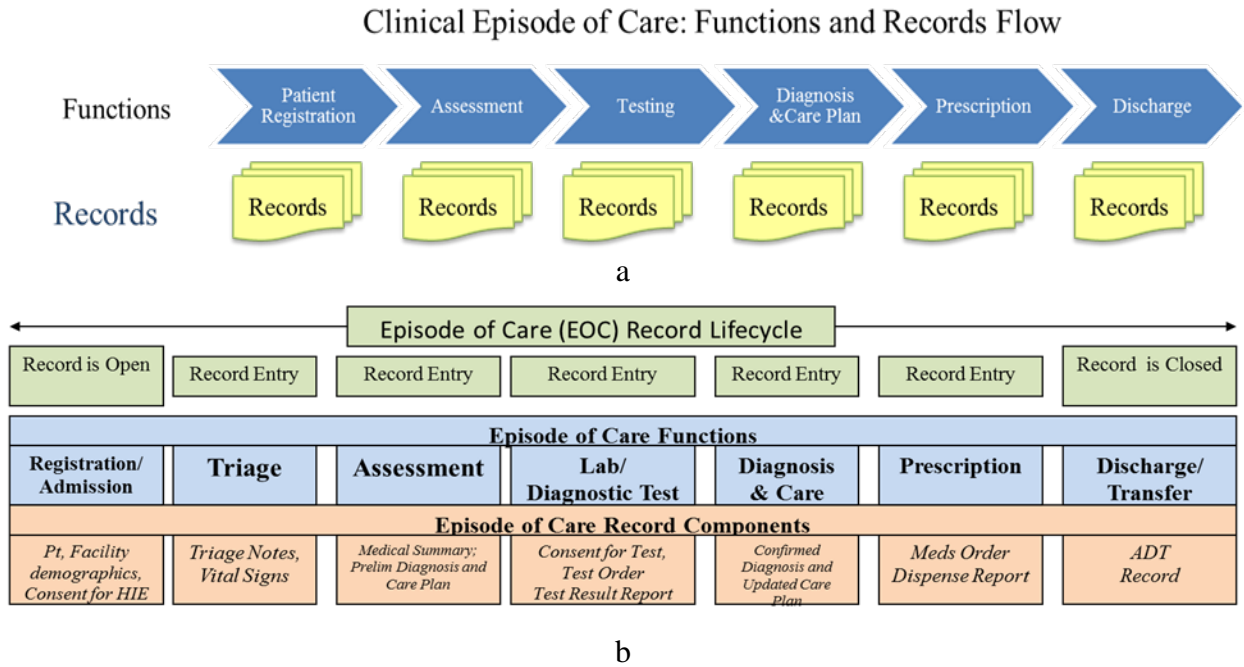 Clinical Episode of Care: Functions and Records Flow
Functions
Patient
Registration
Assessment
Testing
Diagnosis
&Care Plan
Prescription
Discharge
Records
Records
Records
Records
Records
Records
Records
a
Episode of Care (EOC) Record Lifecycle
Record is Open
Record Entry
Record Entry
Record Entry
Record Entry
Record Entry
Record is Closed
Episode of Care Functions
Registration/
Admission
Triage
Assessment
Lab/
Diagnostic Test
Diagnosis
& Care
Prescription
Discharge/
Transfer
Episode of Care Record Components
Pt, Facility
demographics,
Consent for HIE
Triage Notes,
Vital Signs
Medical Summary;
Prelim Diagnosis and
Care Plan
Consent for Test,
Test Order
Test Result Report
Confirmed
Diagnosis and
Updated Care
Plan
Meds Order
Dispense Report
ADT
Record
b